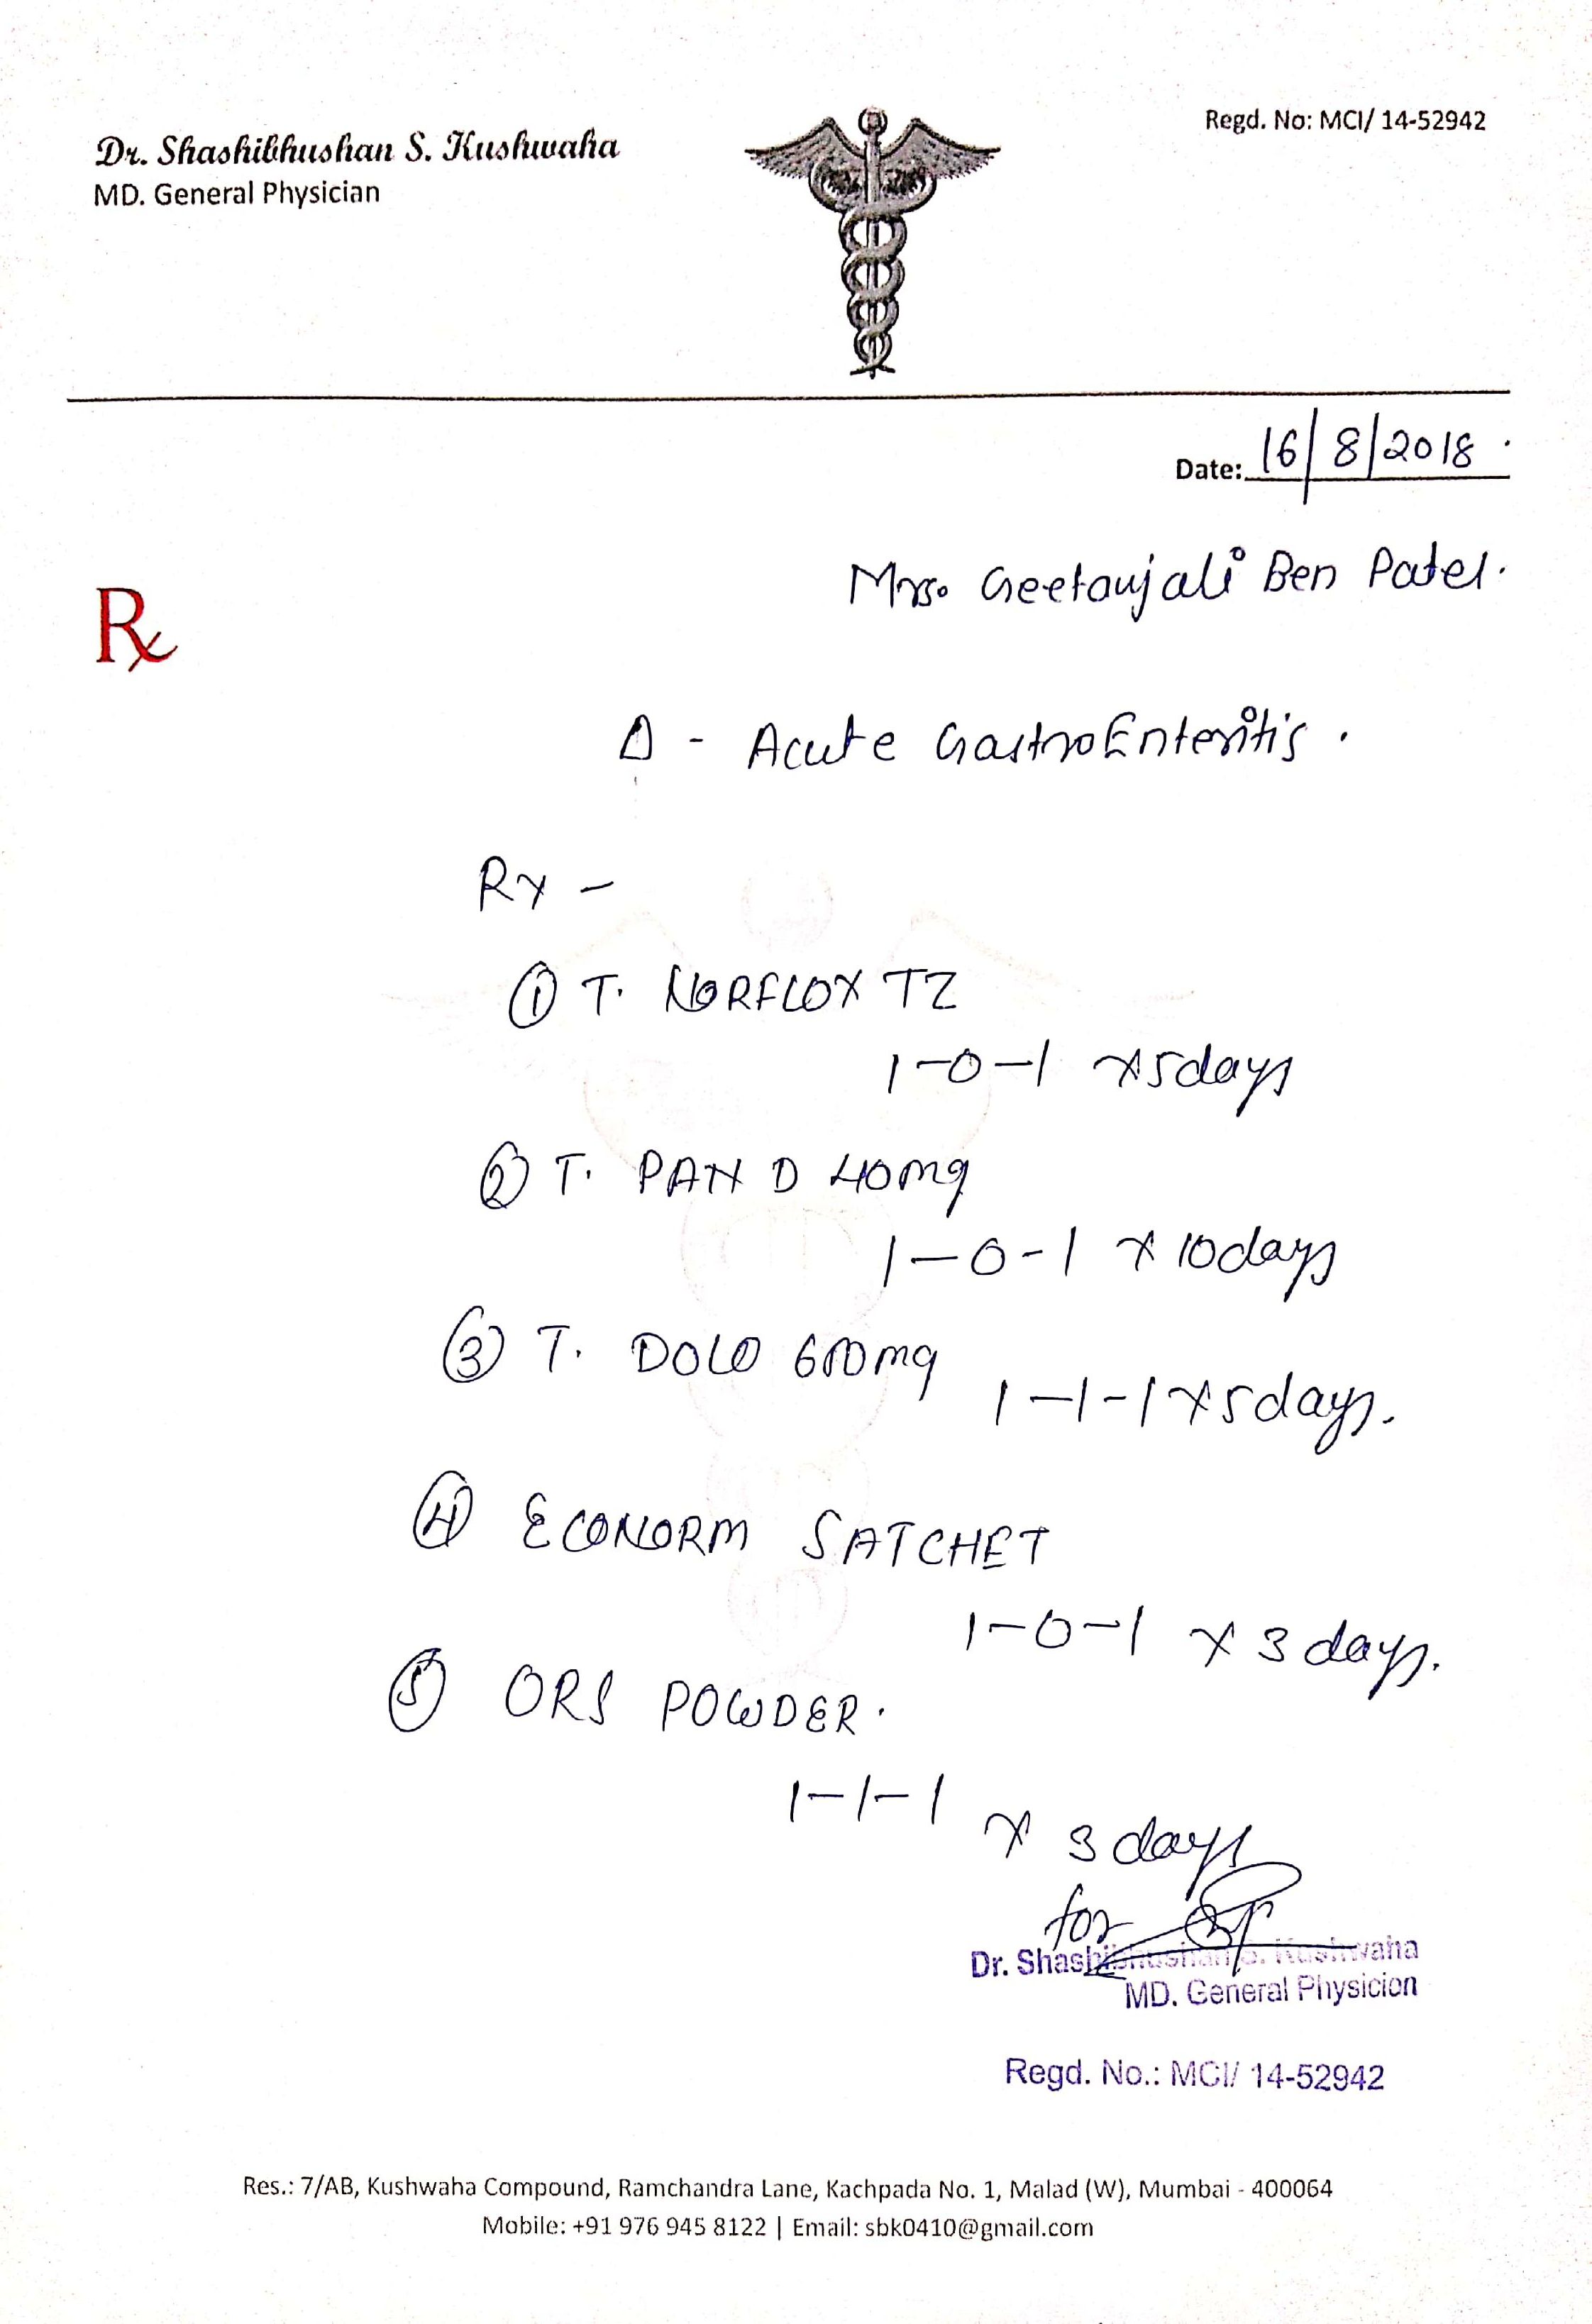 Dr. Shashibhushan S. Kushwaha
MD. General Physician
Regd. No: MCI/ 14-52942
Date: 16/8/2018
Mrs. Geetanjali Ben Patel.
Δ - Acute GastroEnteritis.
Rx
Rx -
① T. NORFLOX TZ
1-0-1 x 5days
② T. PAN D 40mg
1-0-1 x 10days
③ T. DOLO 600mg
1-1-1 x 5days.
④ ECONORM SATCHET
1-0-1 x 3 days.
⑤ ORS POWDER.
1-1-1 x 3 days
for
Dr. Shashibhushan S. Kushwaha
MD. General Physicion
Regd. No.: MCI/ 14-52942
Res.: 7/AB, Kushwaha Compound, Ramchandra Lane, Kachpada No. 1, Malad (W), Mumbai - 400064
Mobile: +91 976 945 8122 | Email: sbk0410@gmail.com